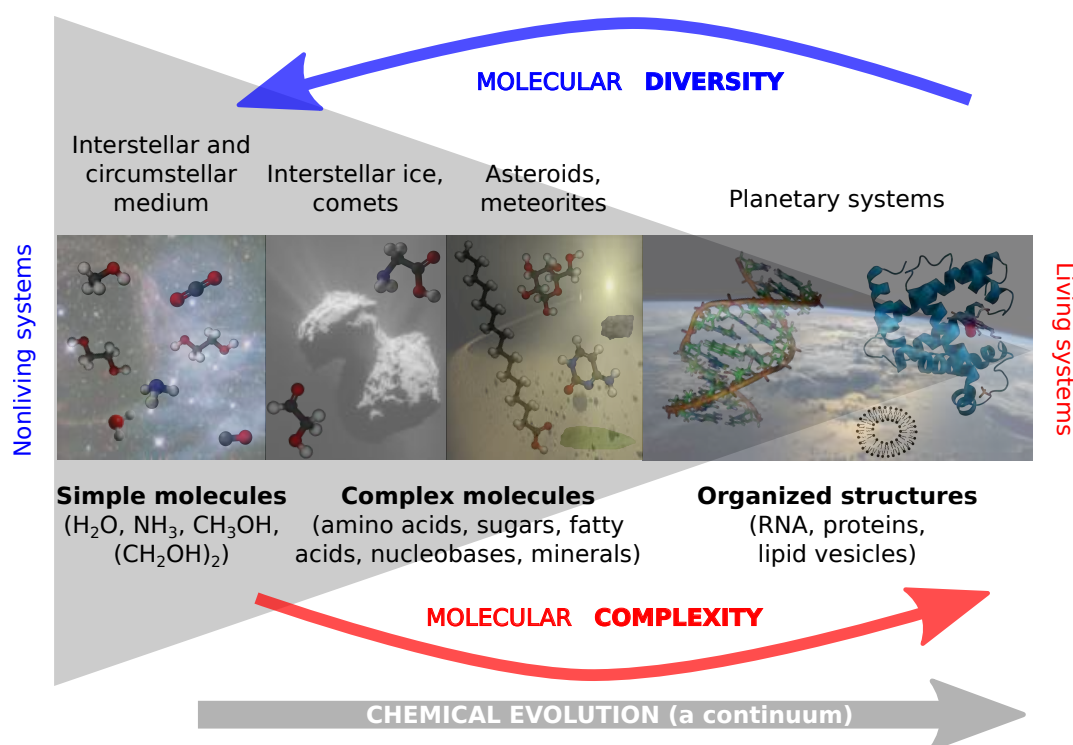 MOLECULAR DIVERSITY
Interstellar and
circumstellar
medium
Interstellar ice,
comets
Asteroids,
meteorites
Planetary systems
Nonliving systems
Living systems
Simple molecules
(H₂O, NH₃, CH₃OH,
(CH₂OH)₂)
Complex molecules
(amino acids, sugars, fatty
acids, nucleobases, minerals)
Organized structures
(RNA, proteins,
lipid vesicles)
MOLECULAR COMPLEXITY
CHEMICAL EVOLUTION (a continuum)